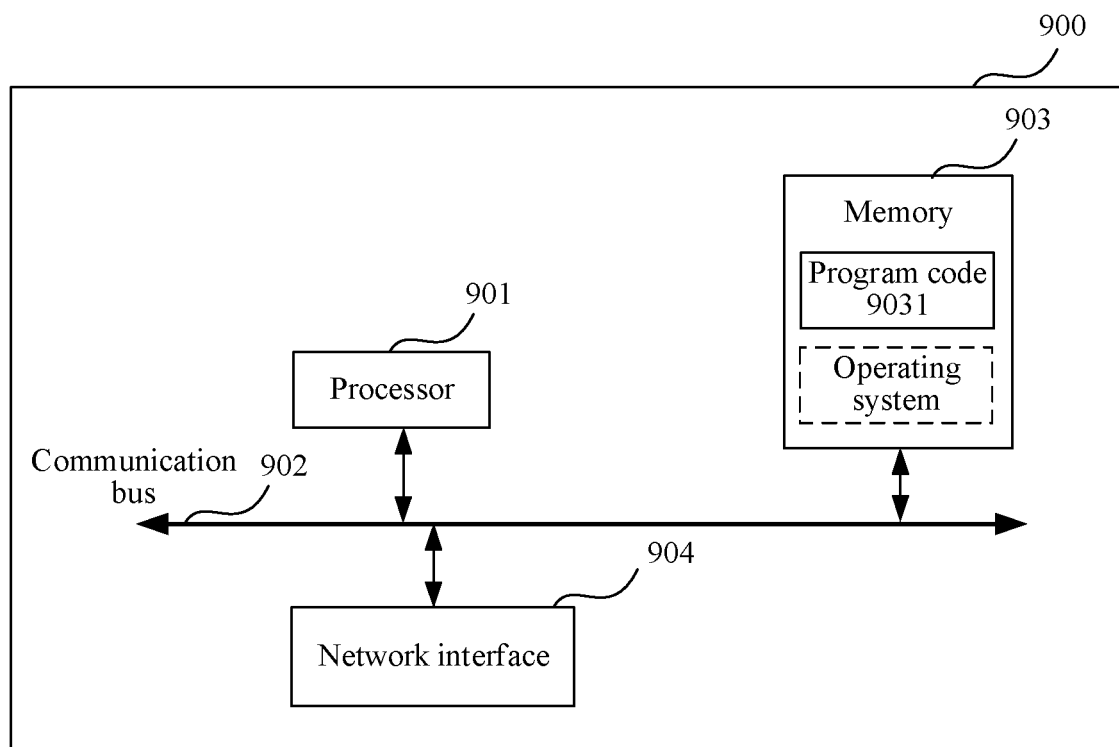 900
903
Memory
Program code
9031
Operating
system
901
Processor
Communication
bus
902
904
Network interface